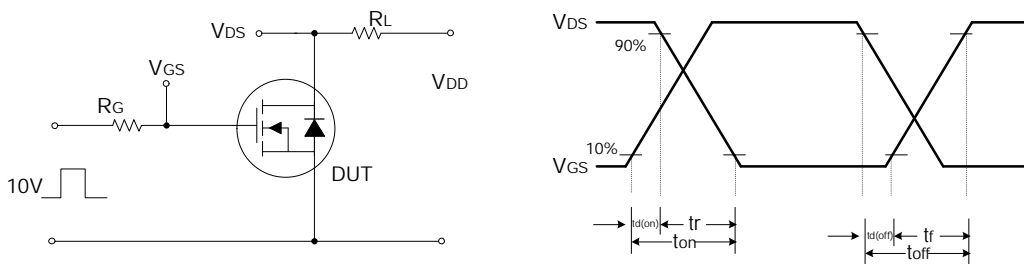 VDS
RL
VGS
VDD
RG
DUT
10V
VDS
90%
10%
VGS
td(on)
tr
ton
td(off)
tf
toff